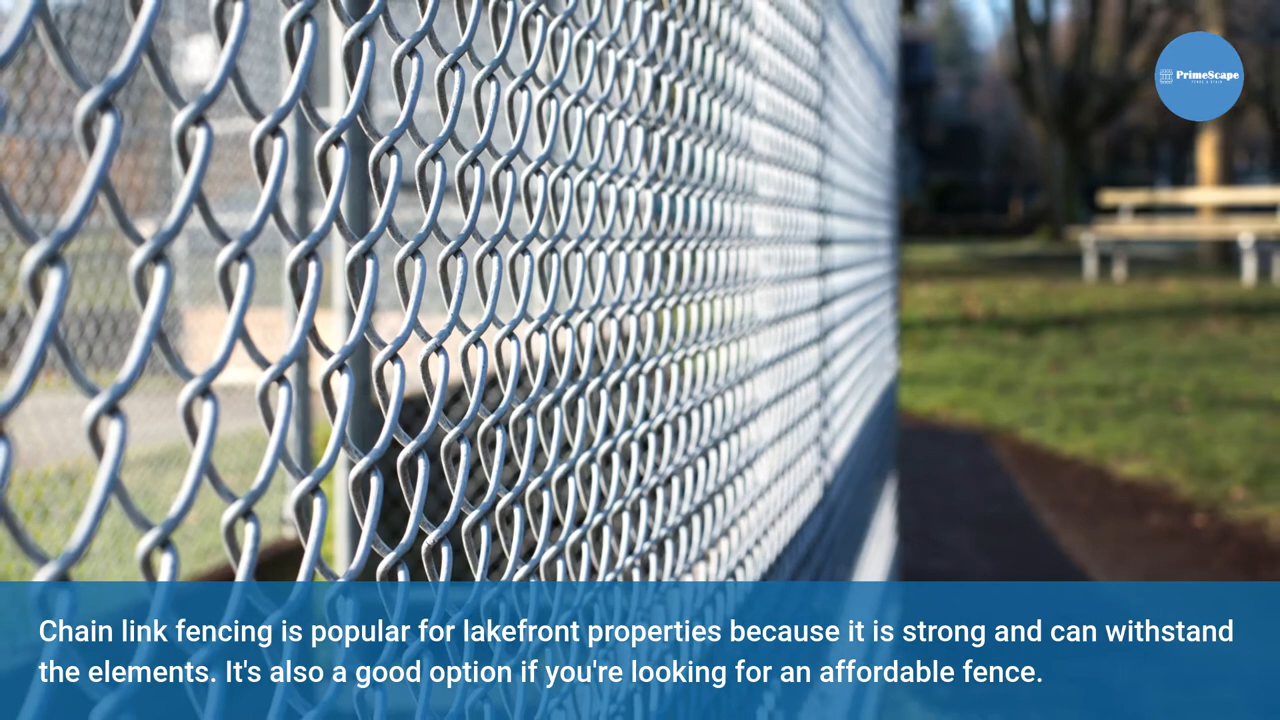 PrimeScape
Chain link fencing is popular for lakefront properties because it is strong and can withstand
the elements. It's also a good option if you're looking for an affordable fence.